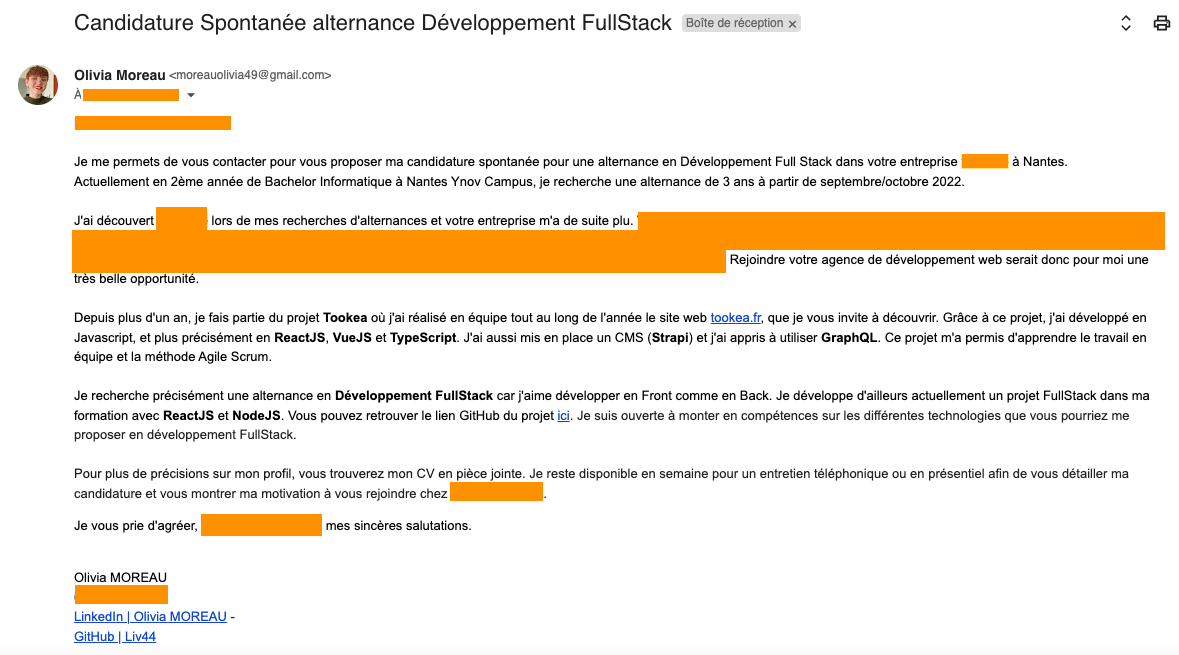 Candidature Spontanée alternance Développement FullStack Boîte de réception ×
Olivia Moreau <moreauolivia49@gmail.com>
À
Je me permets de vous contacter pour vous proposer ma candidature spontanée pour une alternance en Développement Full Stack dans votre entreprise à Nantes.
Actuellement en 2ème année de Bachelor Informatique à Nantes Ynov Campus, je recherche une alternance de 3 ans à partir de septembre/octobre 2022.
J'ai découvert lors de mes recherches d'alternances et votre entreprise m'a de suite plu.
Rejoindre votre agence de développement web serait donc pour moi une
très belle opportunité.
Depuis plus d'un an, je fais partie du projet Tookea où j'ai réalisé en équipe tout au long de l'année le site web tookea.fr, que je vous invite à découvrir. Grâce à ce projet, j'ai développé en
Javascript, et plus précisément en ReactJS, VueJS et TypeScript. J'ai aussi mis en place un CMS (Strapi) et j'ai appris à utiliser GraphQL. Ce projet m'a permis d'apprendre le travail en
équipe et la méthode Agile Scrum.
Je recherche précisément une alternance en Développement FullStack car j'aime développer en Front comme en Back. Je développe d'ailleurs actuellement un projet FullStack dans ma
formation avec ReactJS et NodeJS. Vous pouvez retrouver le lien GitHub du projet ici. Je suis ouverte à monter en compétences sur les différentes technologies que vous pourriez me
proposer en développement FullStack.
Pour plus de précisions sur mon profil, vous trouverez mon CV en pièce jointe. Je reste disponible en semaine pour un entretien téléphonique ou en présentiel afin de vous détailler ma
candidature et vous montrer ma motivation à vous rejoindre chez .
Je vous prie d'agréer, mes sincères salutations.
Olivia MOREAU
LinkedIn | Olivia MOREAU -
GitHub | Liv44